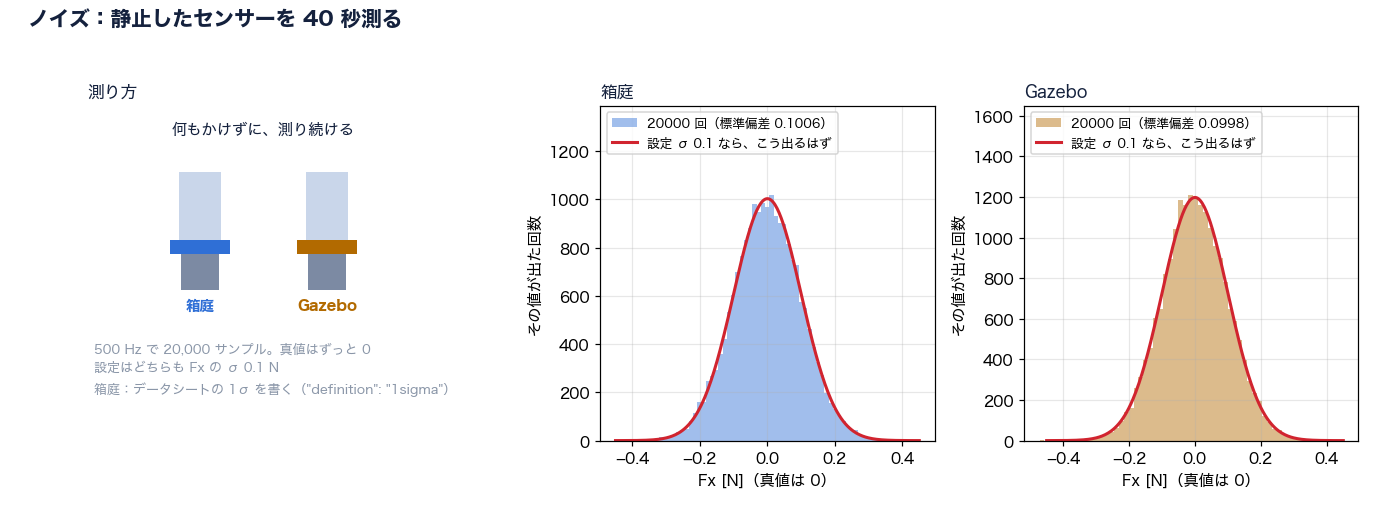 ノイズ：静止したセンサーを 40 秒測る
測り方
何もかけずに、測り続ける
箱庭
Gazebo
500 Hz で 20,000 サンプル。真値はずっと 0
設定はどちらも Fx の σ 0.1 N
箱庭：データシートの 1σ を書く（"definition": "1sigma"）
箱庭
20000 回（標準偏差 0.1006）
設定 σ 0.1 なら、こう出るはず
その値が出た回数
1200
1000
800
600
400
200
0
−0.4
−0.2
0.0
0.2
0.4
Fx [N]（真値は 0）
Gazebo
20000 回（標準偏差 0.0998）
設定 σ 0.1 なら、こう出るはず
その値が出た回数
1600
1400
1200
1000
800
600
400
200
0
−0.4
−0.2
0.0
0.2
0.4
Fx [N]（真値は 0）